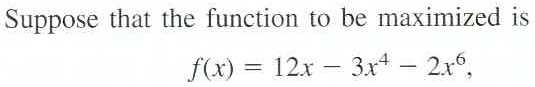 Suppose that the function to be maximized is
f(x) = 12x − 3x⁴ − 2x⁶,